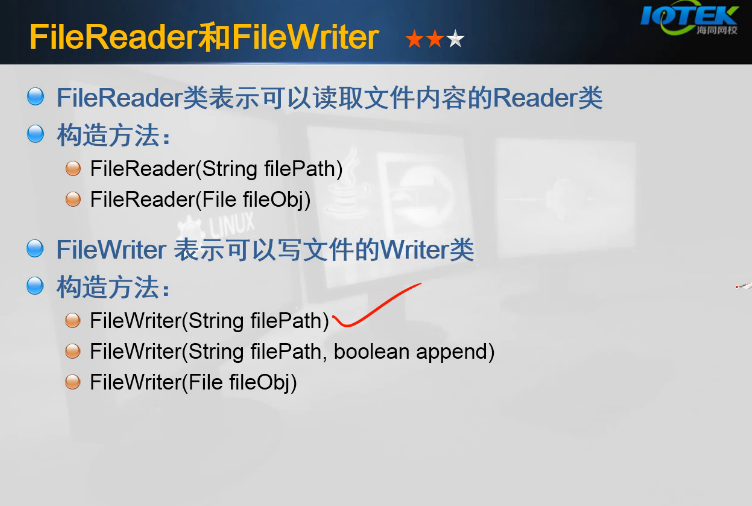 FileReader和FileWriter
IOTEK
海同网校
FileReader类表示可以读取文件内容的Reader类
构造方法：
FileReader(String filePath)
FileReader(File fileObj)
LINUX
FileWriter 表示可以写文件的Writer类
构造方法：
FileWriter(String filePath)
FileWriter(String filePath, boolean append)
FileWriter(File fileObj)